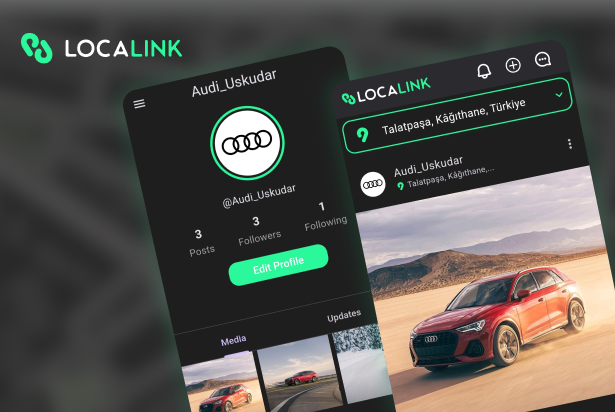 LOCALINK
Audi_Uskudar
@Audi_Uskudar
3
Posts
3
Followers
1
Following
Edit Profile
Media
Updates
LOCALINK
Talatpaşa, Kâğıthane, Türkiye
Audi_Uskudar
Talatpaşa, Kâğıthane,...